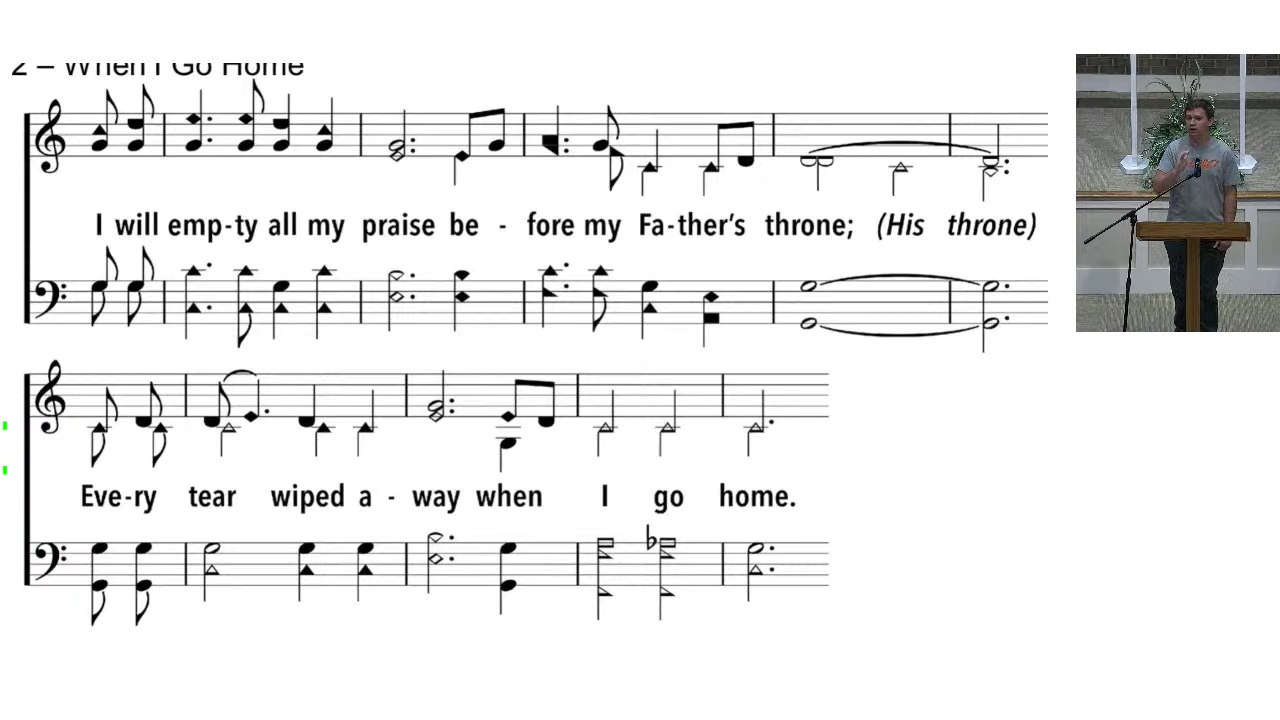 2 – When I Go Home
I will emp-ty all my praise be - fore my Fa-ther's throne; (His throne)
Eve-ry tear wiped a - way when I go home.